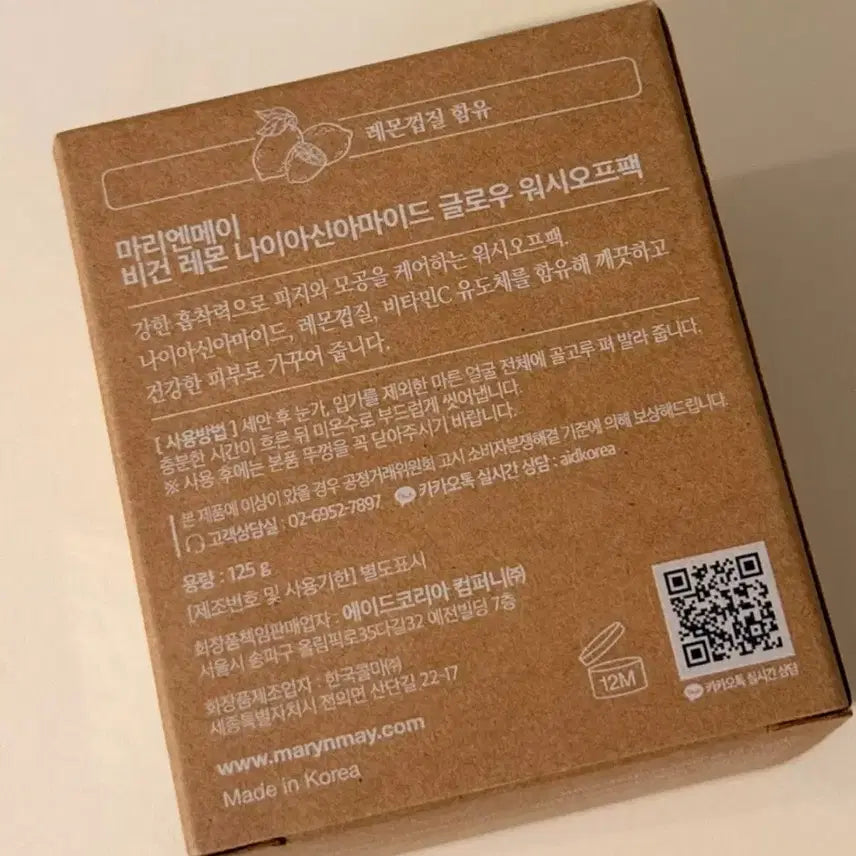 레몬껍질 함유
마리엔메이
비건 레몬 나이아신아마이드 글로우 워시오프팩
강한 흡착력으로 피지와 모공을 케어하는 워시오프팩.
나이아신아마이드, 레몬껍질, 비타민C 유도체를 함유해 깨끗하고
건강한 피부로 가꾸어 줍니다.
[ 사용방법 ] 세안 후 눈가, 입가를 제외한 마른 얼굴 전체에 골고루 펴 발라 줍니다.
충분한 시간이 흐른 뒤 미온수로 부드럽게 씻어냅니다.
※ 사용 후에는 본품 뚜껑을 꼭 닫아주시기 바랍니다.
본 제품에 이상이 있을 경우 공정거래위원회 고시 소비자분쟁해결 기준에 의해 보상해드립니다.
고객상담실 : 02-6952-7897 카카오톡 실시간 상담 : aidkorea
용량 : 125 g
[제조번호 및 사용기한] 별도표시
화장품책임판매업자 : 에이드코리아 컴퍼니㈜
서울시 송파구 올림픽로35다길32 예전빌딩 7층
화장품제조업자 : 한국콜마㈜
세종특별자치시 전의면 산단길 22-17
www.marynmay.com
Made in Korea
12M
카카오톡 실시간 상담